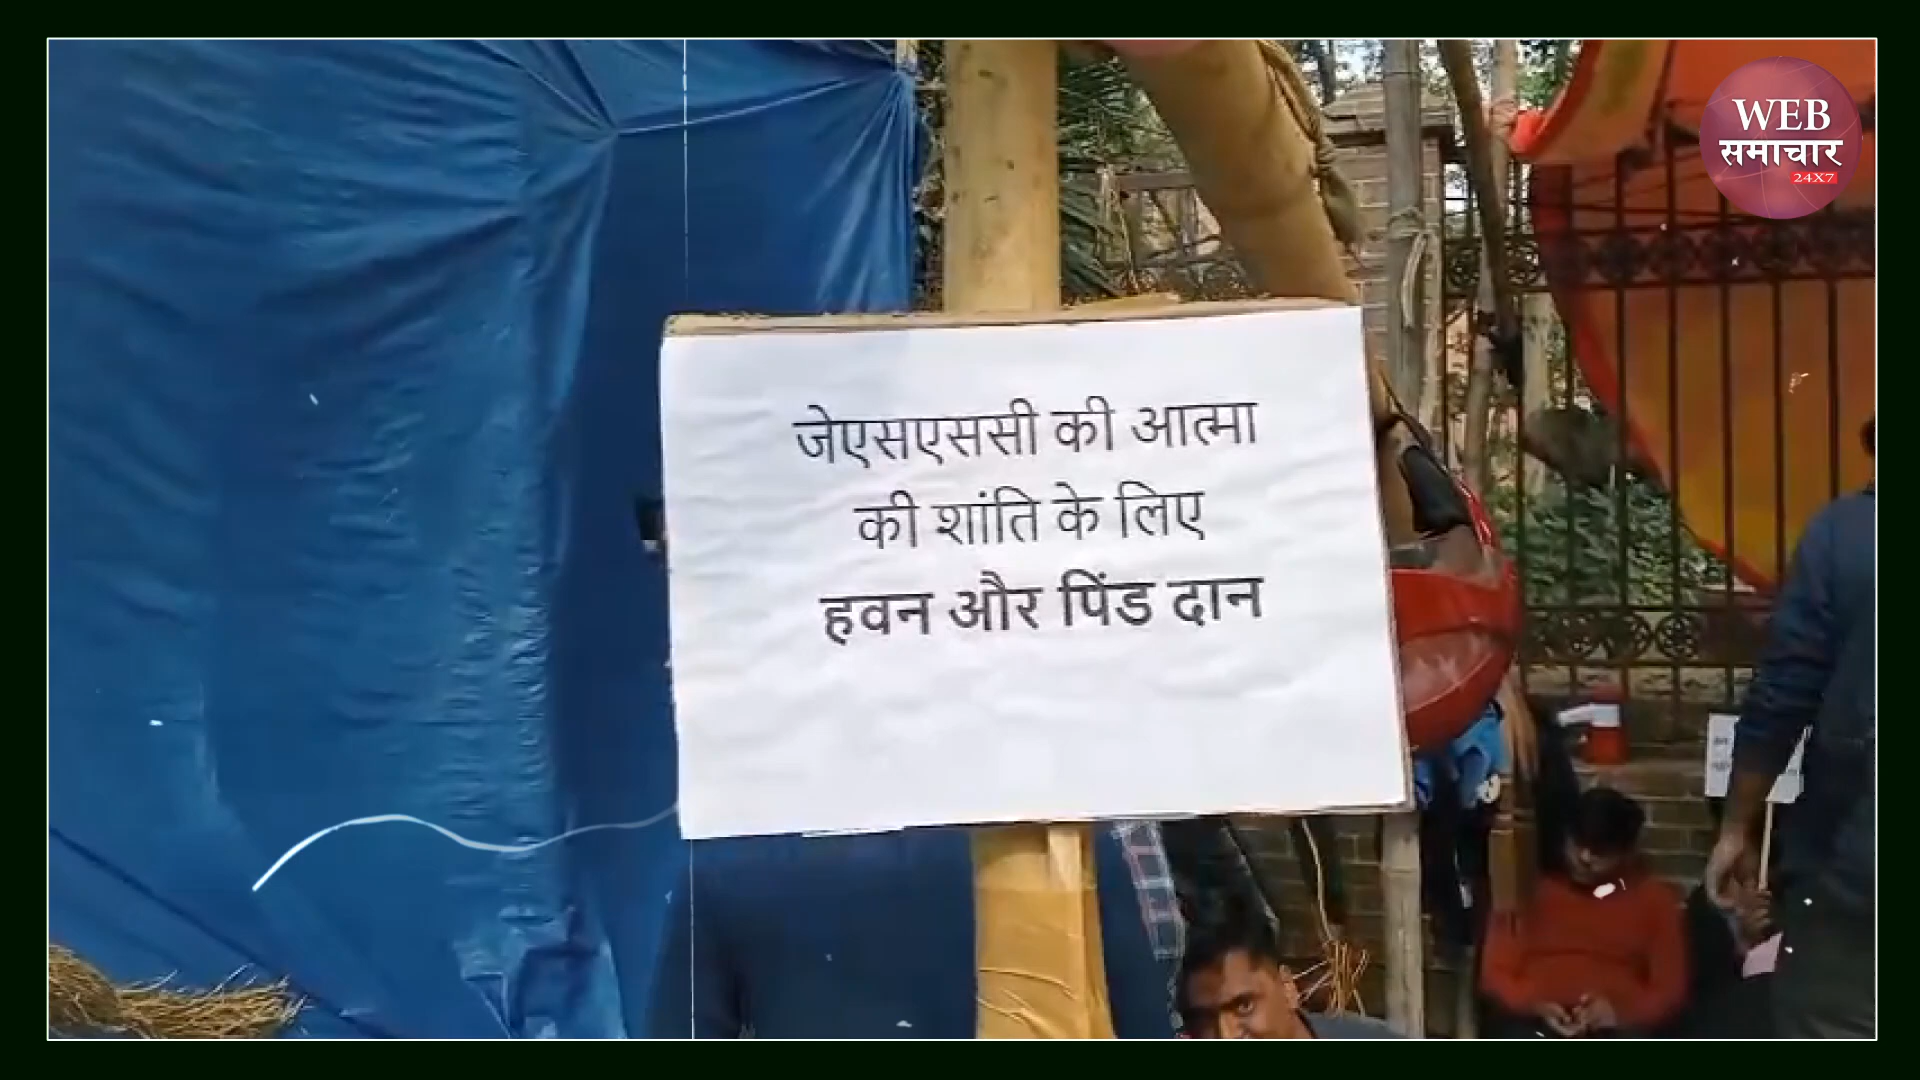 WEB
समाचार
24X7
जेएसएससी की आत्मा
की शांति के लिए
हवन और पिंड दान